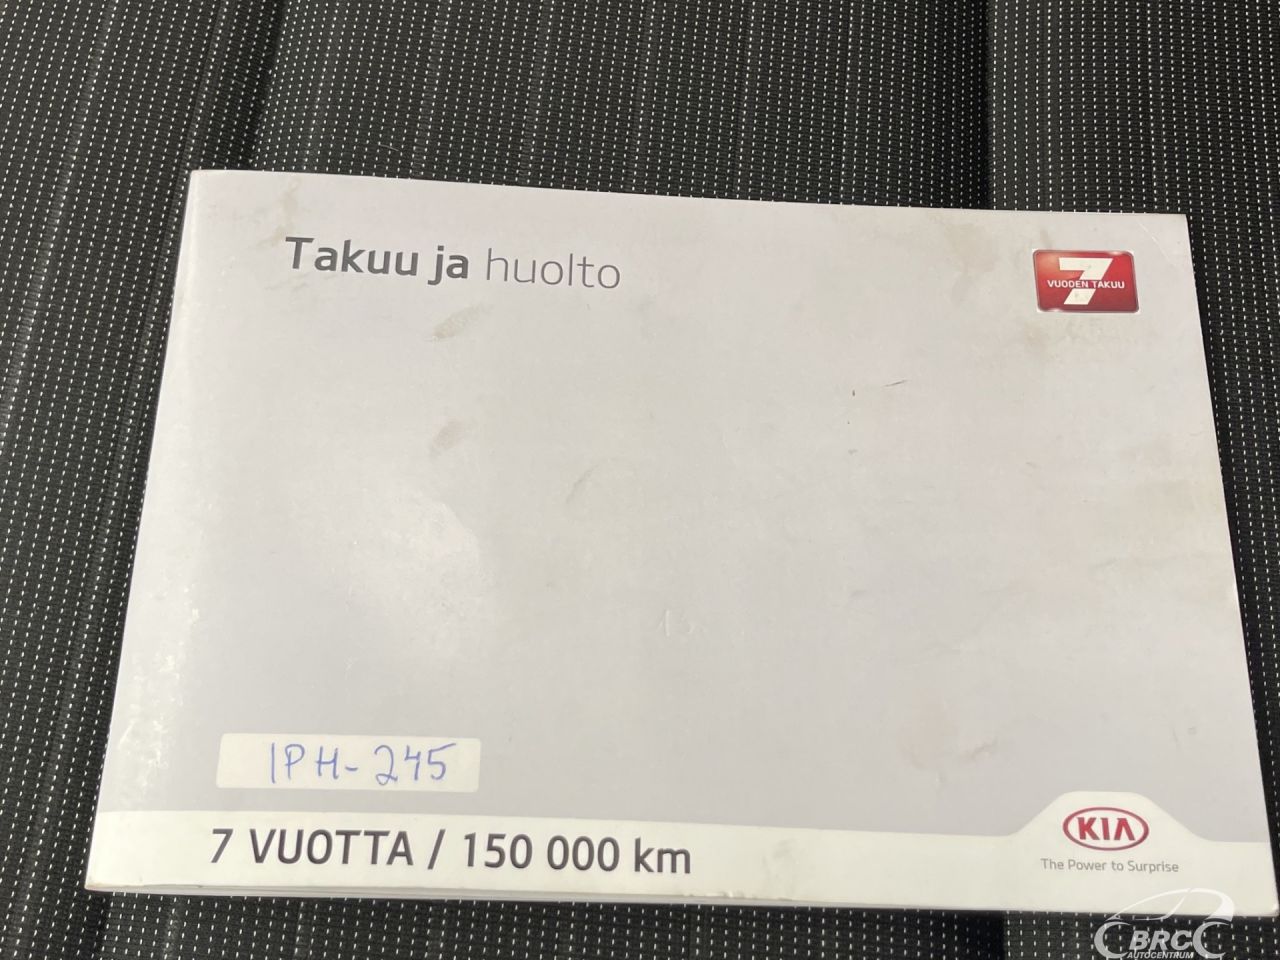 Takuu ja huolto
7
VUODEN TAKUU
IPH-245
7 VUOTTA / 150 000 km
KIA
The Power to Surprise
BRC
AUTOCENTRUM